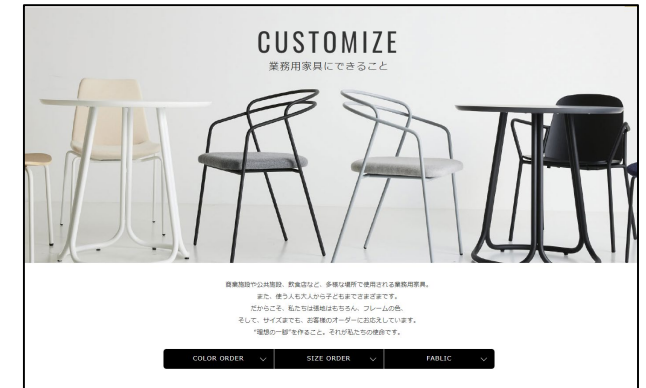 CUSTOMIZE
業務用家具にできること
商業施設や公共施設、飲食店など、多様な場所で使用される業務用家具。
また、使う人も大人から子どもまでさまざまです。
だからこそ、私たちは張地はもちろん、フレームの色、
そして、サイズまでも、お客様のオーダーにお応えしています。
“理想の一脚”を作ること。それが私たちの使命です。
COLOR ORDER
SIZE ORDER
FABLIC